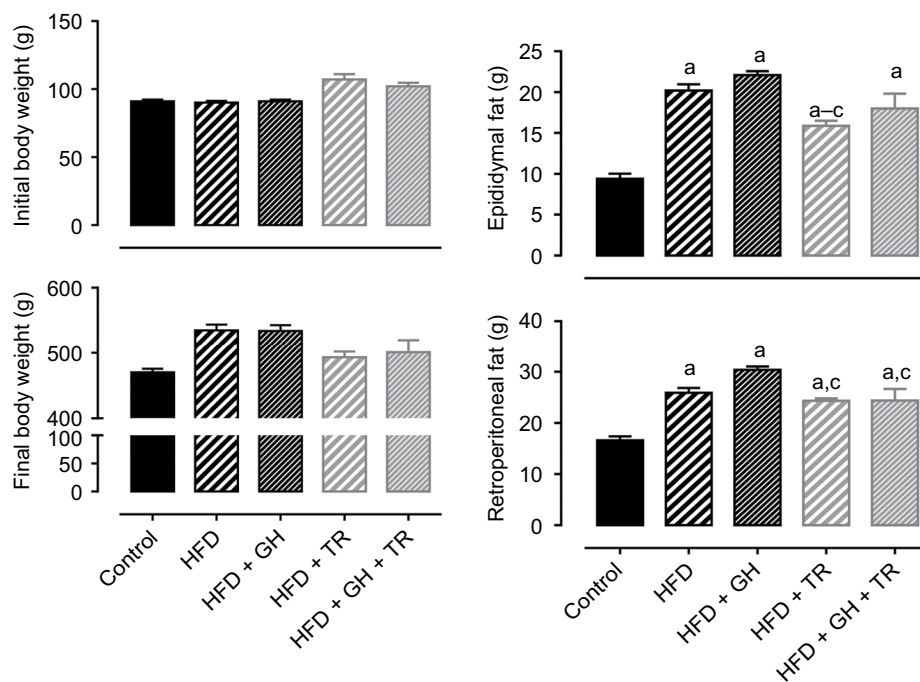 Initial body weight (g)
150
100
50
0
Final body weight (g)
600
500
400
100
50
0
Control
HFD
HFD + GH
HFD + TR
HFD + GH + TR
Epididymal fat (g)
25
20
15
10
5
0
a
a
a–c
a
Retroperitoneal fat (g)
40
30
20
10
0
a
a
a,c
a,c
Control
HFD
HFD + GH
HFD + TR
HFD + GH + TR